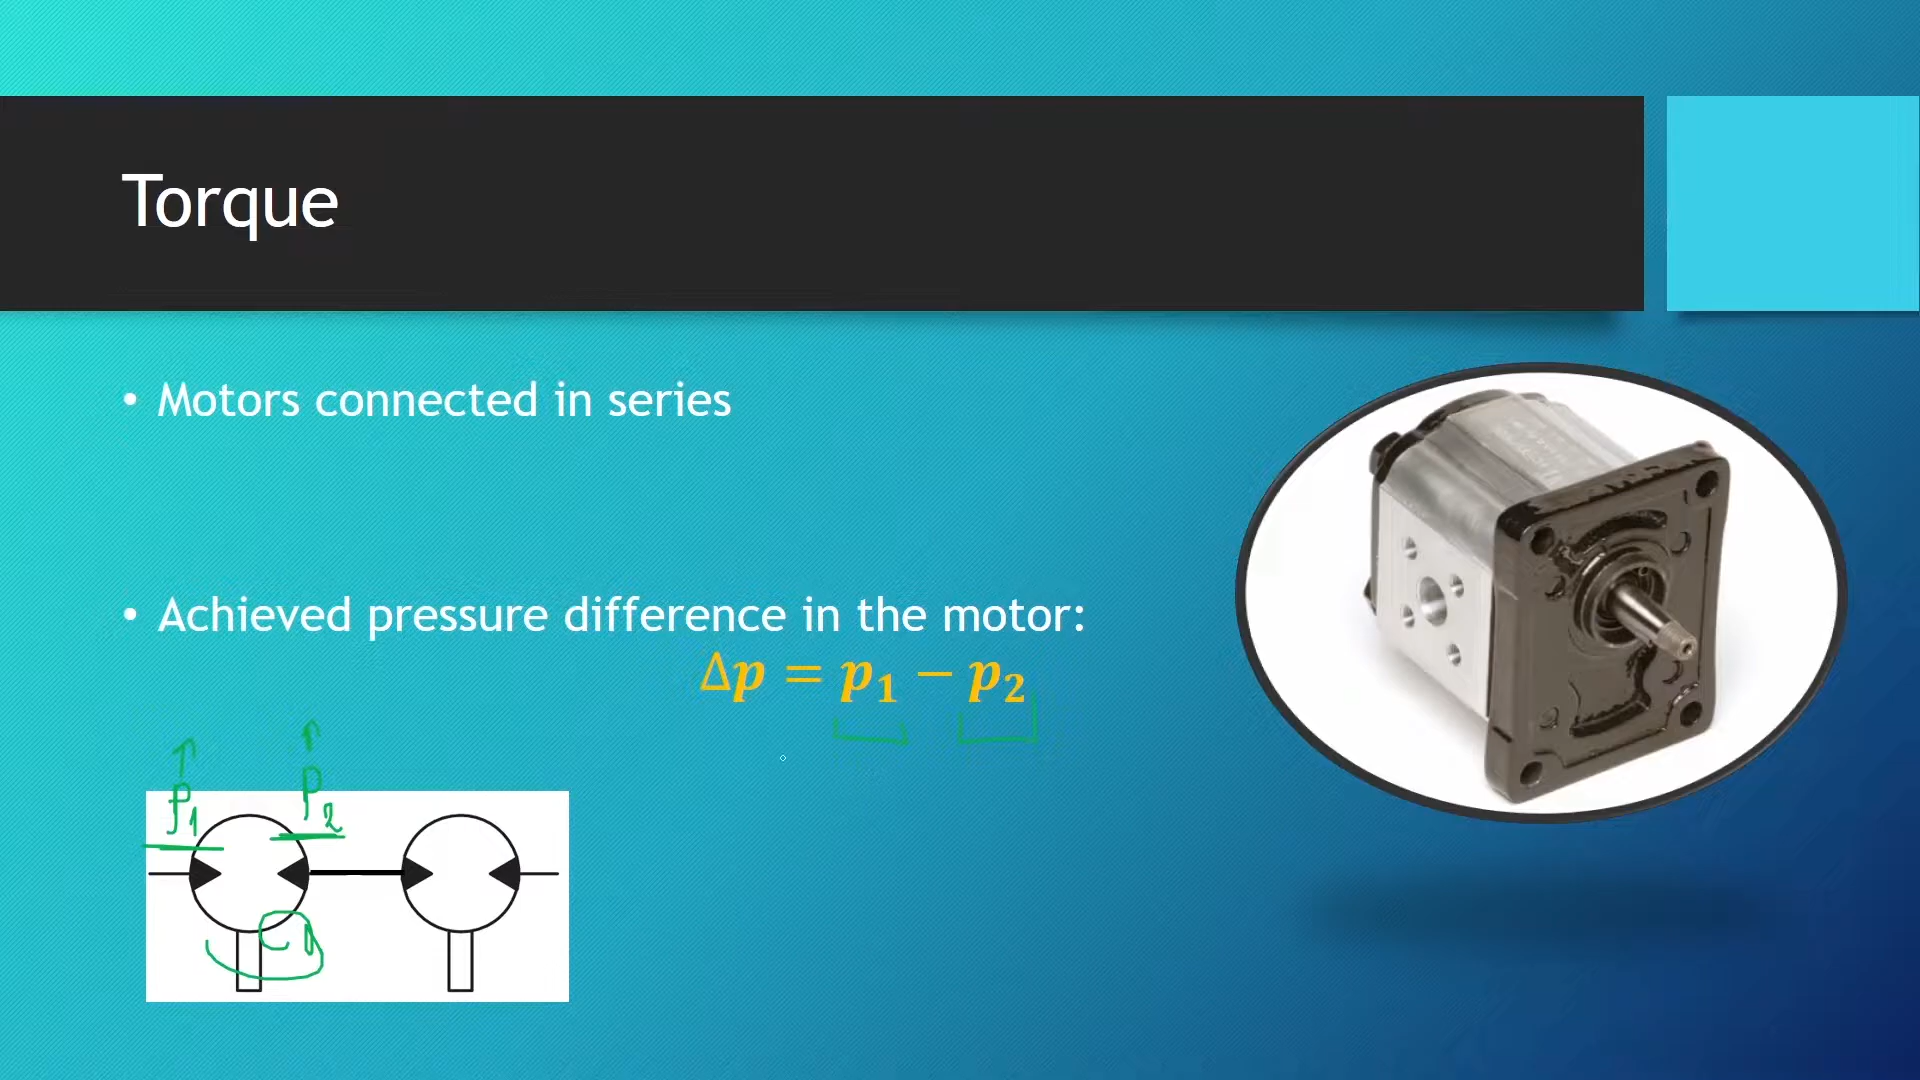 Torque
• Motors connected in series
• Achieved pressure difference in the motor:
Δp = p₁ − p₂
p₁ p₂